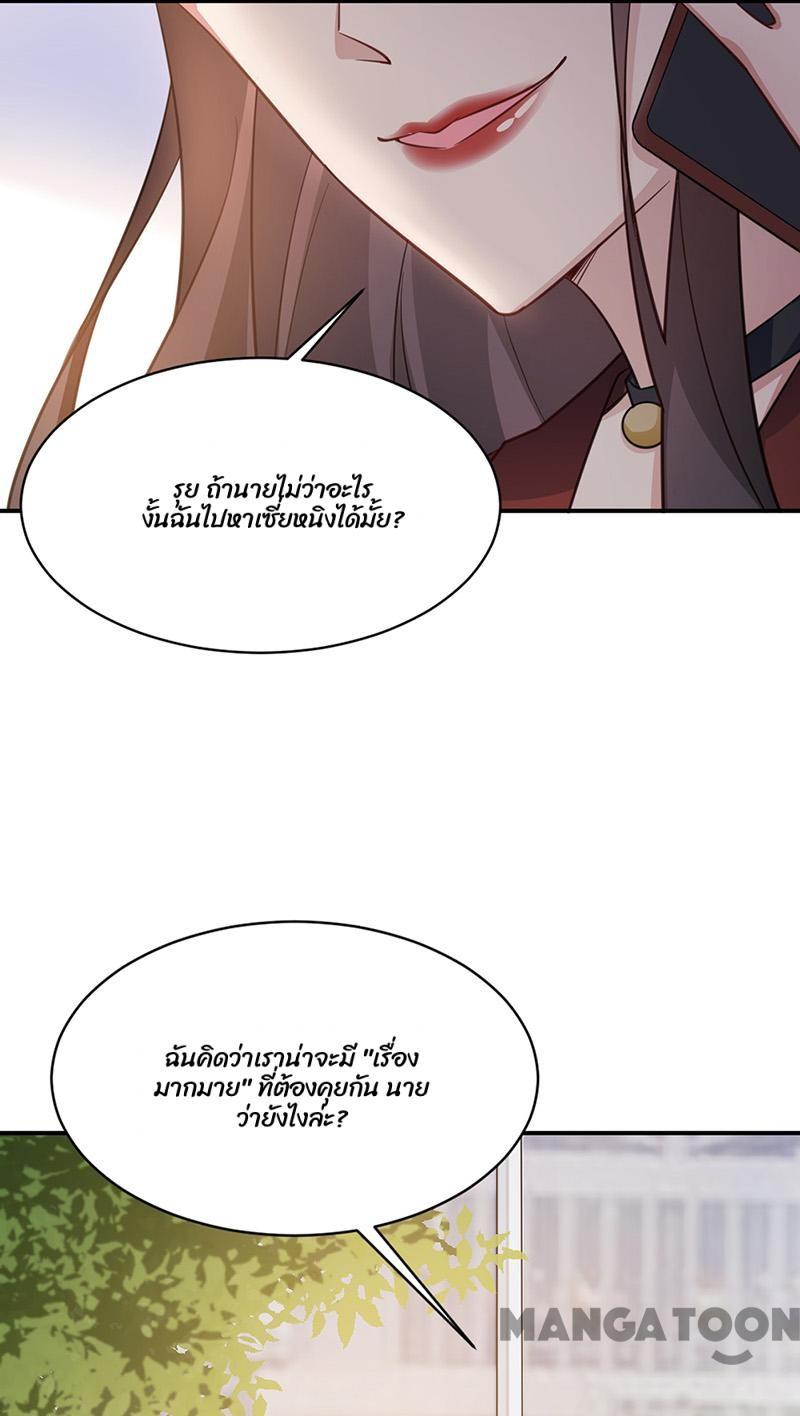 รุย ถ้านายไม่ว่าอะไร
งั้นฉันไปหาเซี่ยหนิงได้มั้ย?
ฉันคิดว่าเราน่าจะมี "เรื่อง
มากมาย" ที่ต้องคุยกัน นาย
ว่ายังไงล่ะ?
MANGATOON